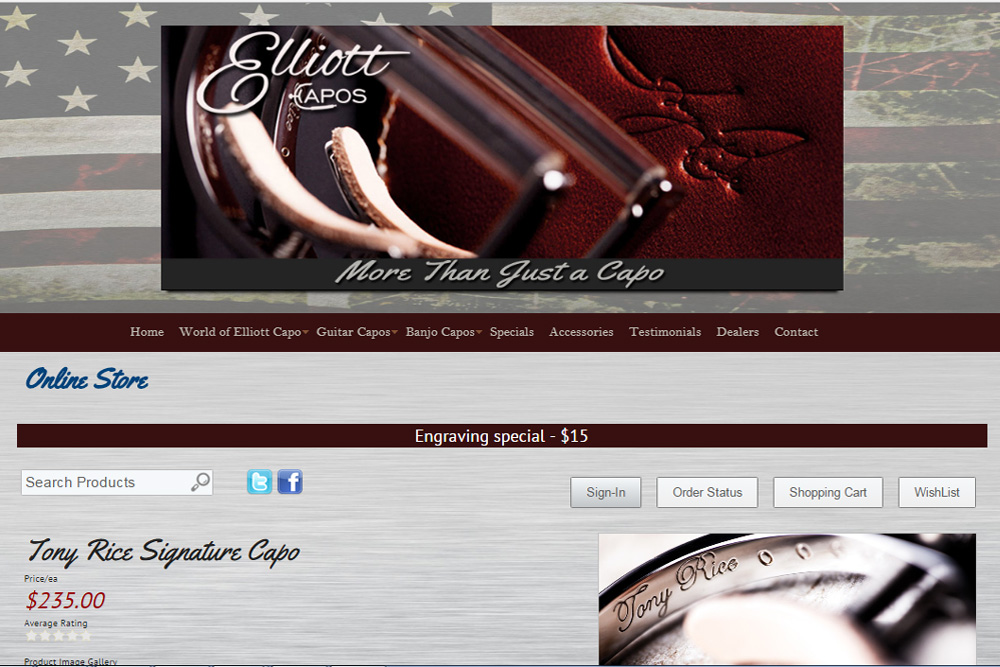 Elliott
CAPOS
Rice
More Than Just a Capo
Home World of Elliott Capo Guitar Capos Banjo Capos Specials Accessories Testimonials Dealers Contact
Online Store
Engraving special - $15
Search Products
Sign-In Order Status Shopping Cart WishList
Tony Rice Signature Capo
Tony Rice
Price/ea
$235.00
Average Rating
Product Image Gallery